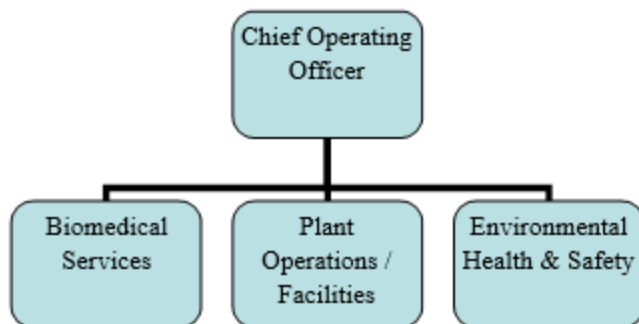 Chief Operating
Officer
Biomedical
Services
Plant
Operations /
Facilities
Environmental
Health & Safety